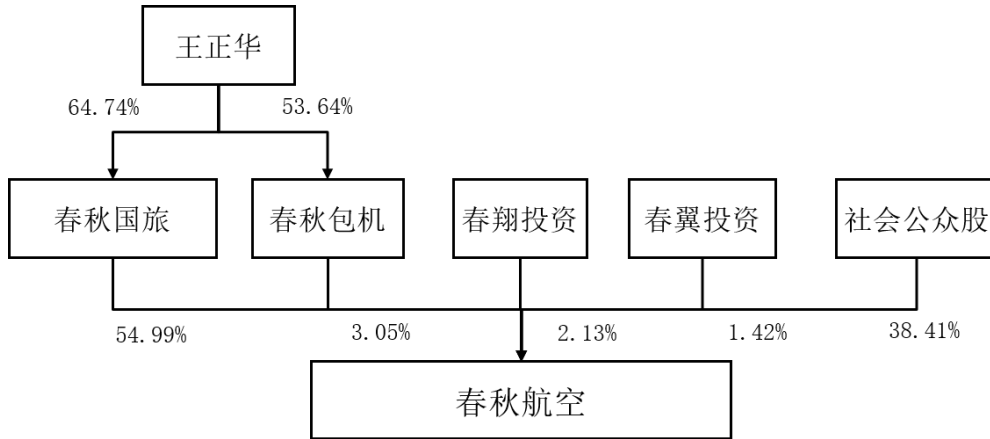 王正华
64.74%
53.64%
春秋国旅
春秋包机
春翔投资
春翼投资
社会公众股
54.99%
3.05%
2.13%
1.42%
38.41%
春秋航空